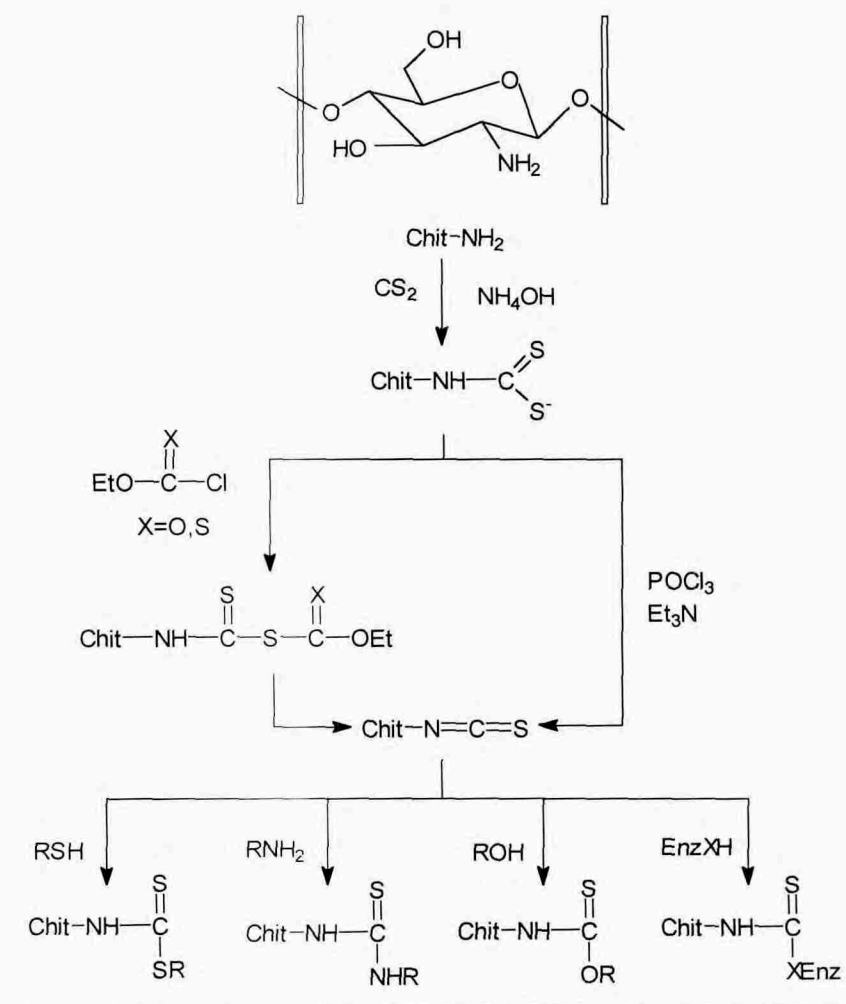 OH
O
O
O
HO
NH₂
Chit-NH₂
CS₂ NH₄OH
S
Chit-NH-C
S⁻
X
EtO-C-Cl
X=O,S
POCl₃
Et₃N
S X
Chit-NH-C-S-C-OEt
Chit-N=C=S
RSH RNH₂ ROH EnzXH
S S S S
Chit-NH-C Chit-NH-C Chit-NH-C Chit-NH-C
SR NHR OR XEnz